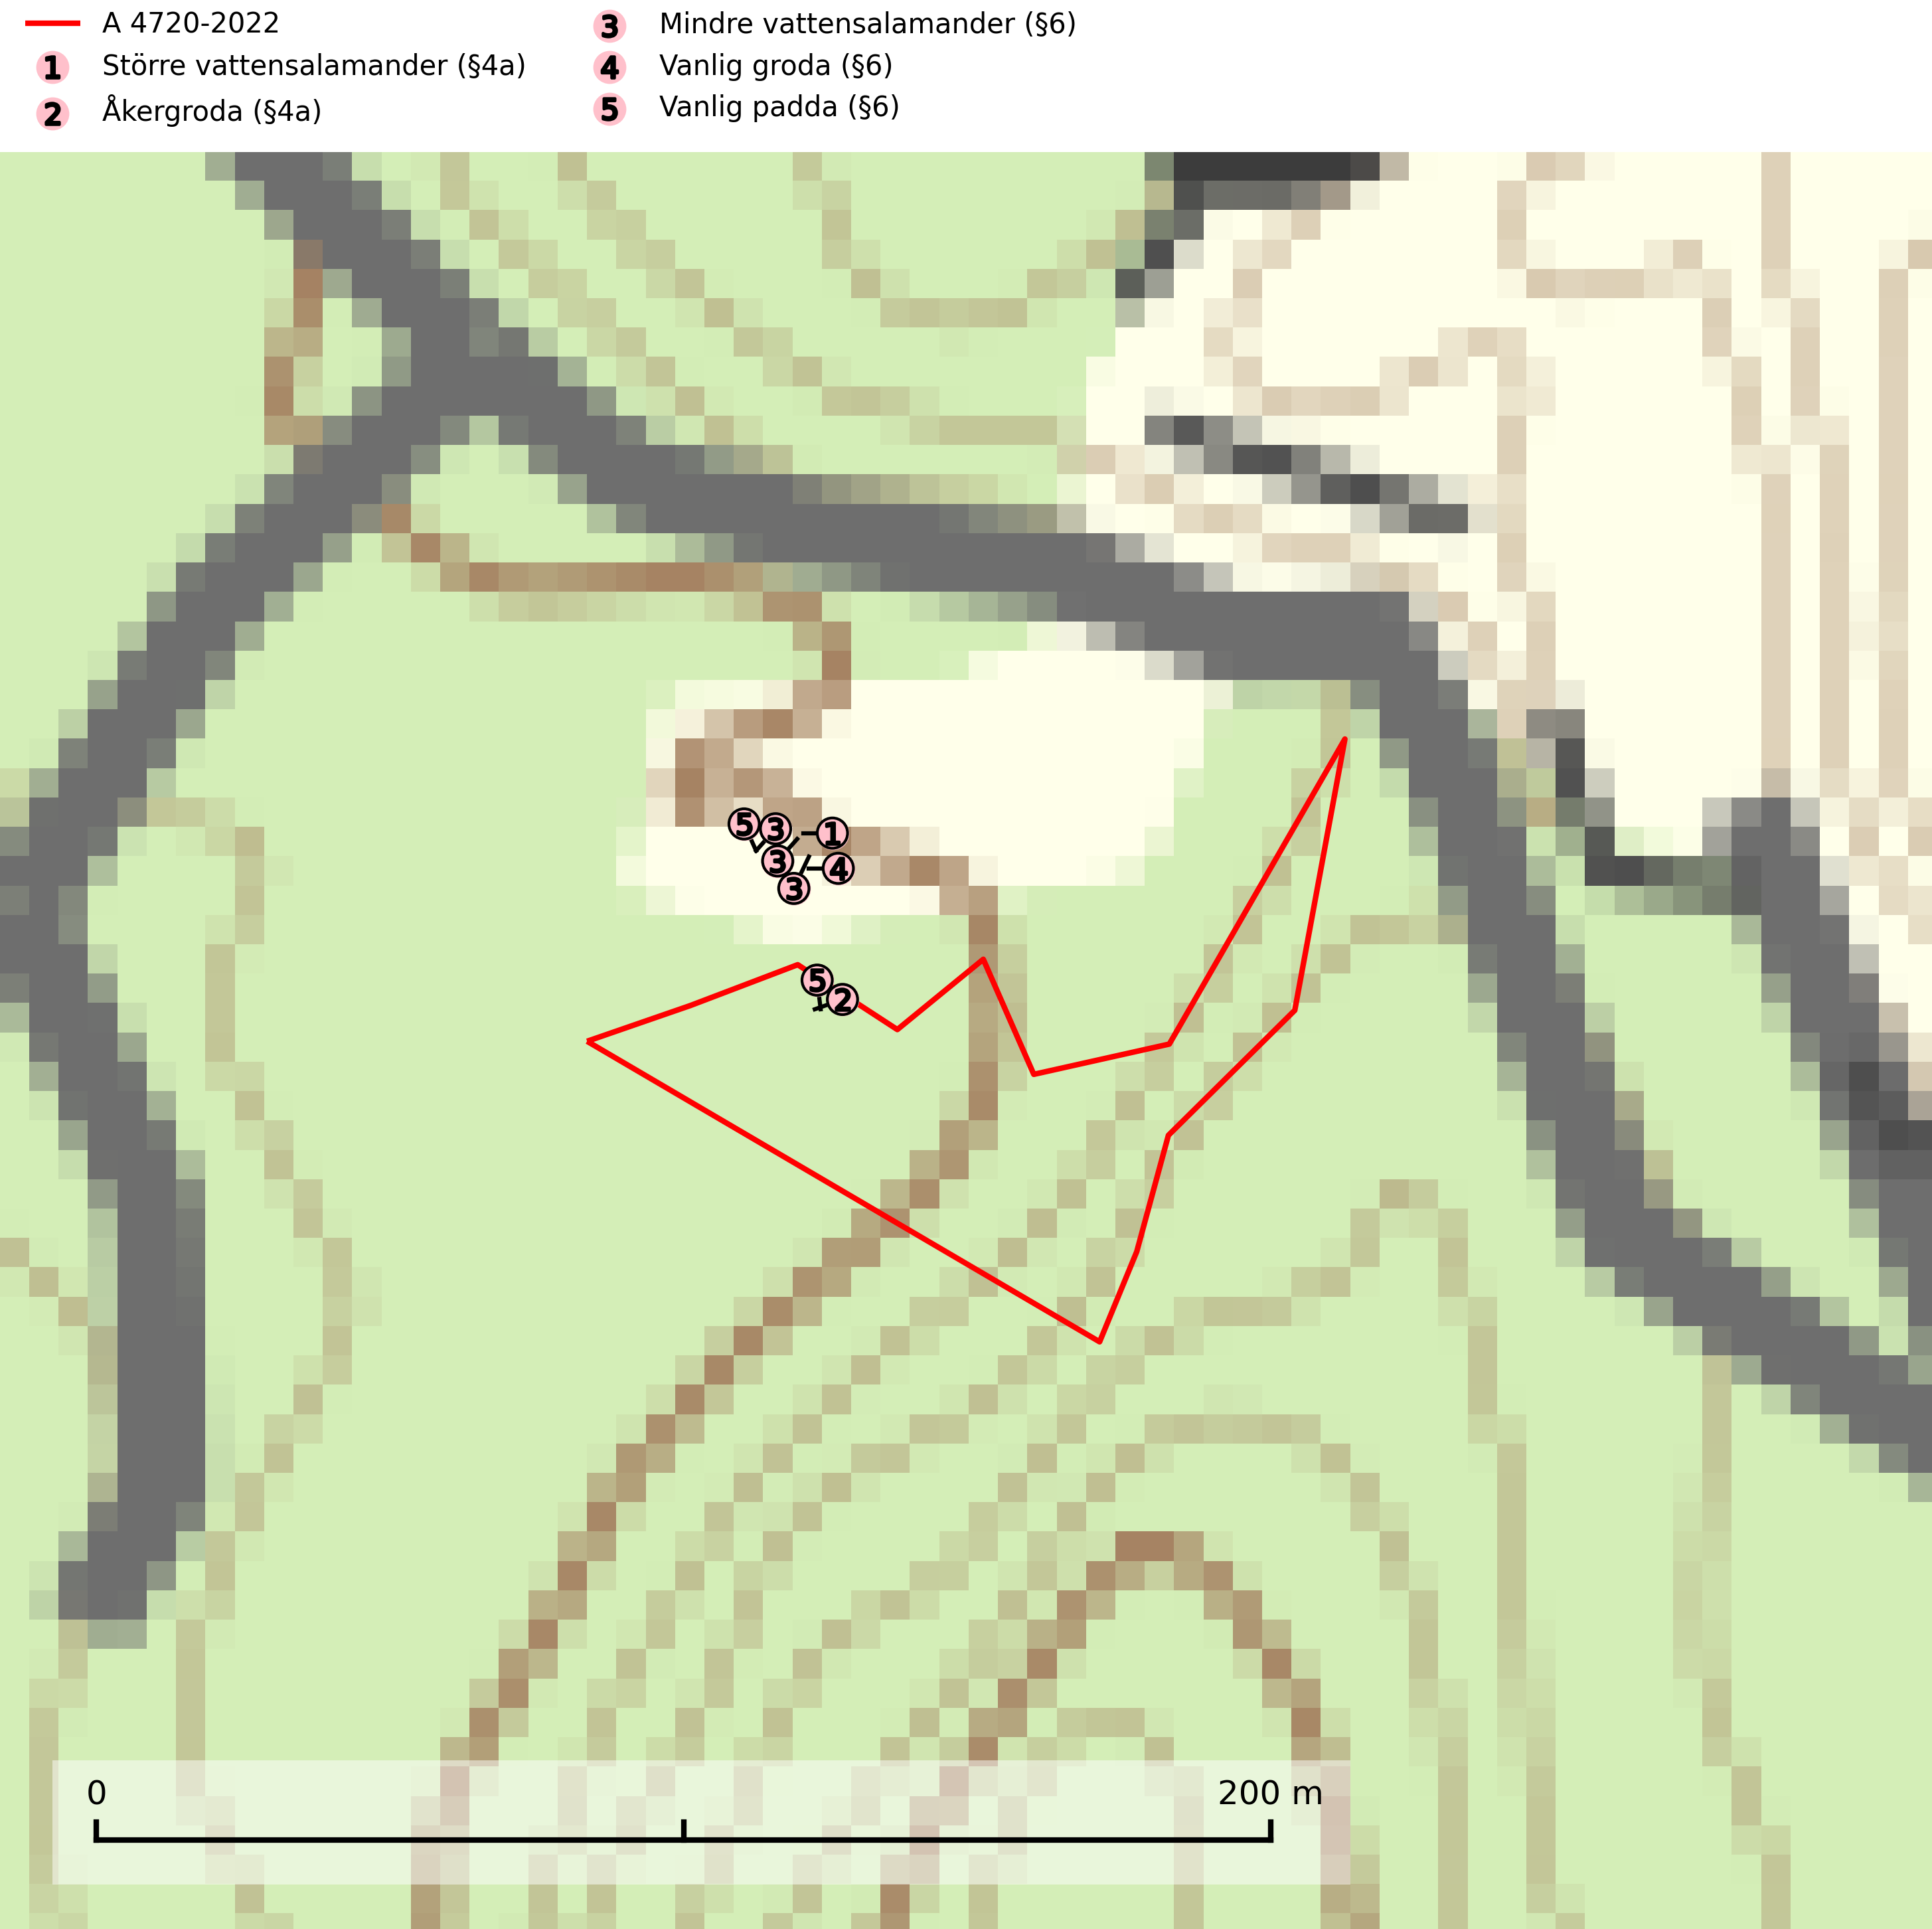 A 4720-2022
1 Större vattensalamander (§4a)
2 Åkergroda (§4a)
3 Mindre vattensalamander (§6)
4 Vanlig groda (§6)
5 Vanlig padda (§6)
5 3 1
3 4
3
5
2
0 200 m